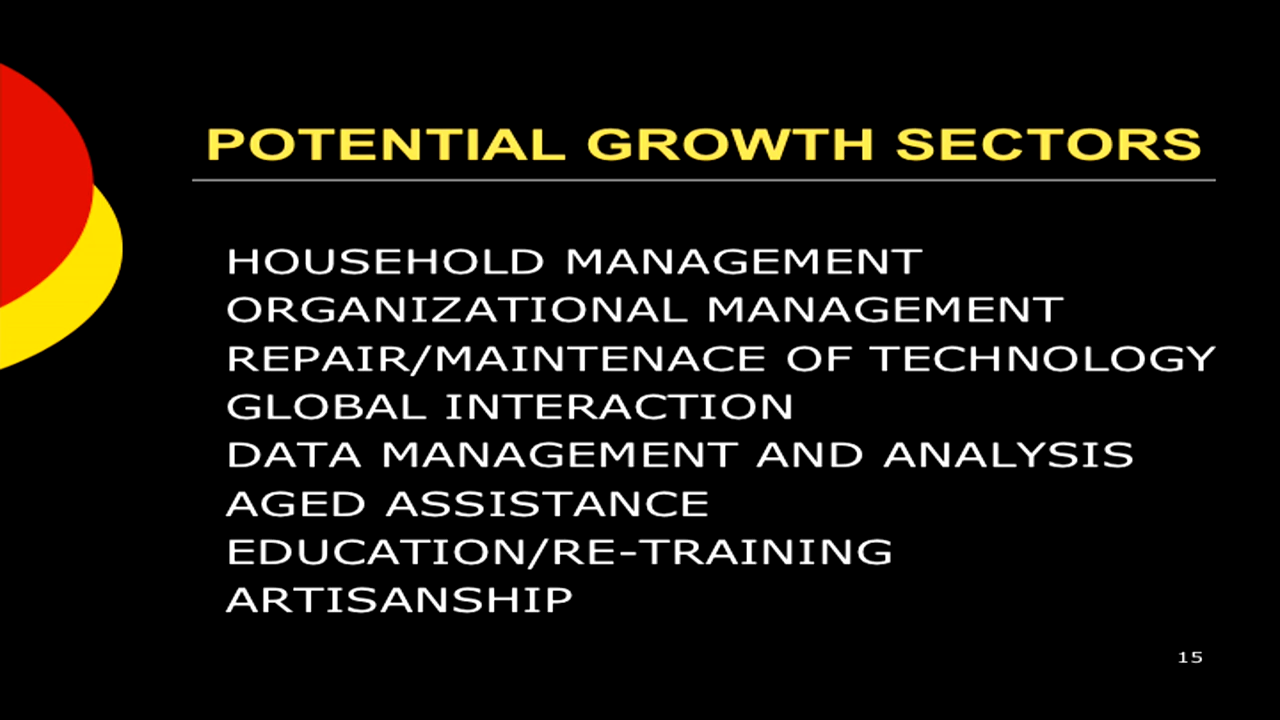 POTENTIAL GROWTH SECTORS
HOUSEHOLD MANAGEMENT
ORGANIZATIONAL MANAGEMENT
REPAIR/MAINTENACE OF TECHNOLOGY
GLOBAL INTERACTION
DATA MANAGEMENT AND ANALYSIS
AGED ASSISTANCE
EDUCATION/RE-TRAINING
ARTISANSHIP
15